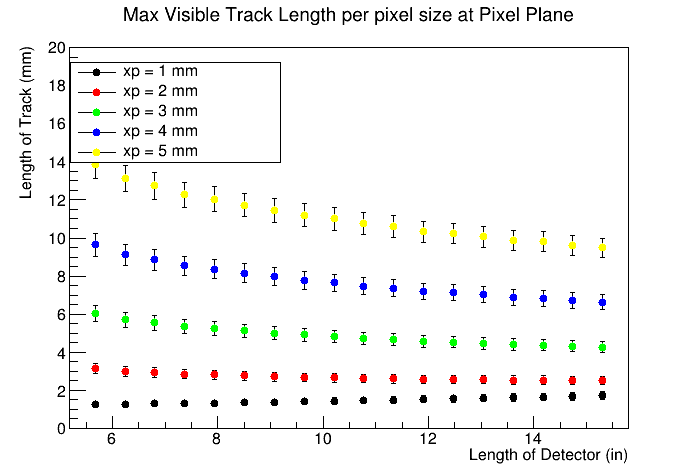 Max Visible Track Length per pixel size at Pixel Plane
Length of Track (mm)
20
18
16
14
12
10
8
6
4
2
0
xp = 1 mm
xp = 2 mm
xp = 3 mm
xp = 4 mm
xp = 5 mm
6 8 10 12 14
Length of Detector (in)